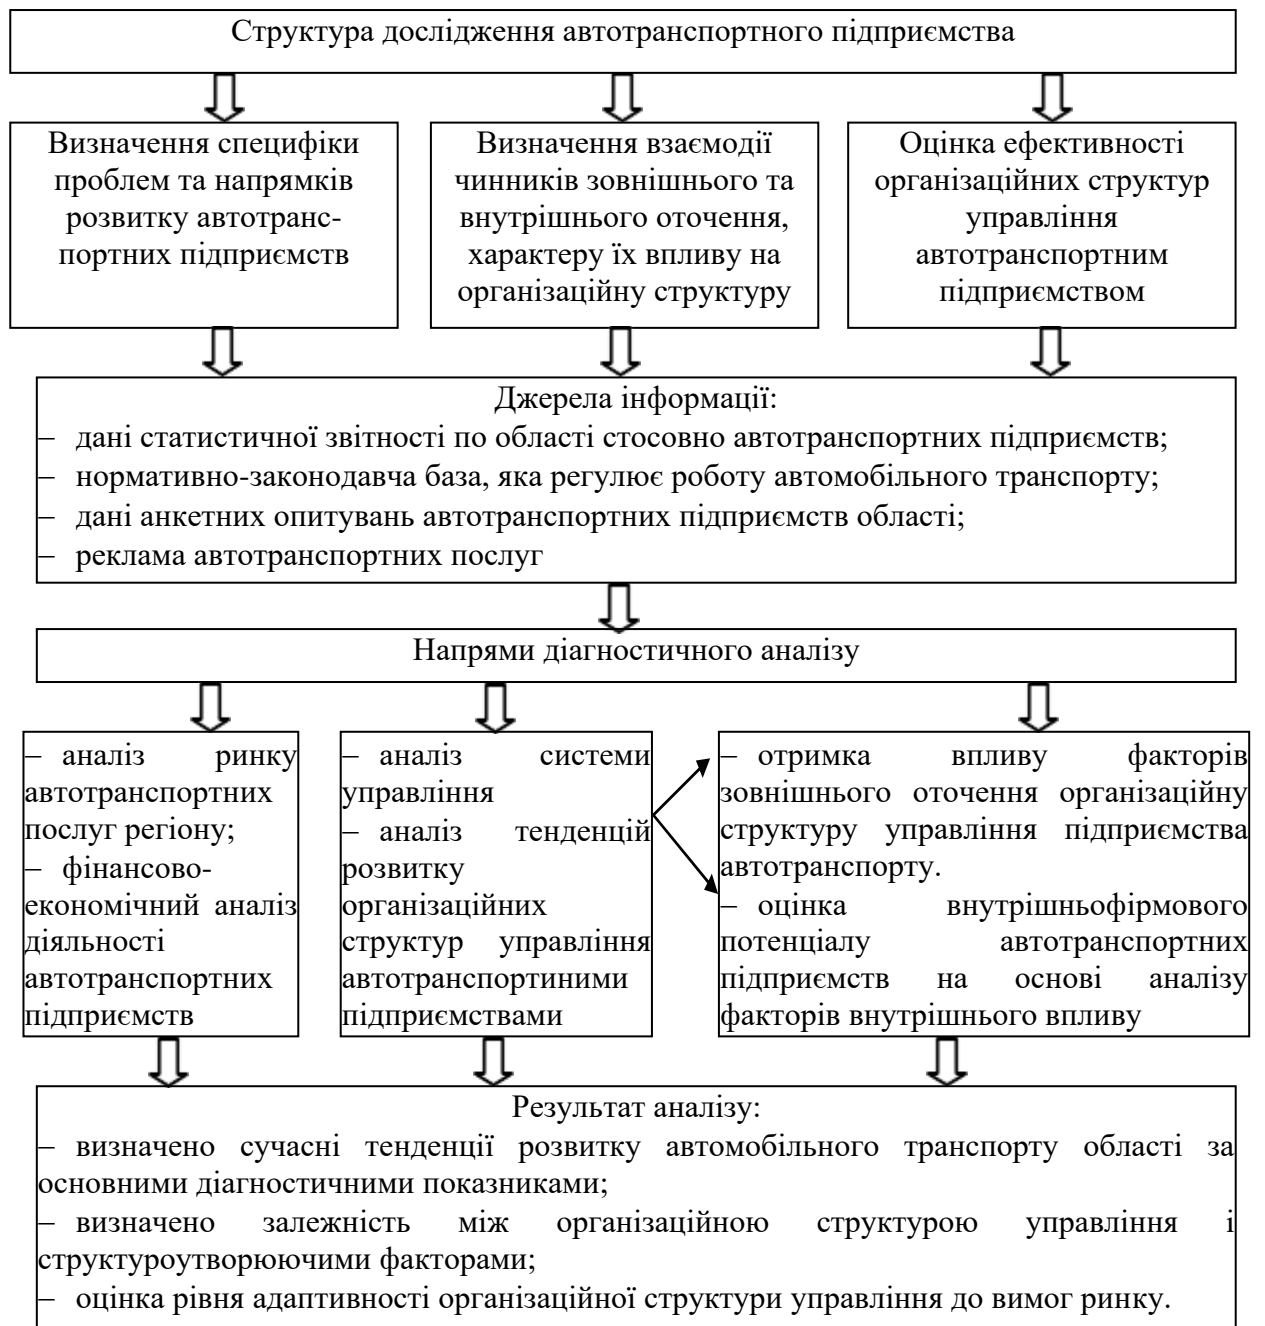 Структура дослідження автотранспортного підприємства
Визначення специфіки
проблем та напрямків
розвитку автотранс-
портних підприємств
Визначення взаємодії
чинників зовнішнього та
внутрішнього оточення,
характеру їх впливу на
організаційну структуру
Оцінка ефективності
організаційних структур
управління
автотранспортним
підприємством
Джерела інформації:
– дані статистичної звітності по області стосовно автотранспортних підприємств;
– нормативно-законодавча база, яка регулює роботу автомобільного транспорту;
– дані анкетних опитувань автотранспортних підприємств області;
– реклама автотранспортних послуг
Напрями діагностичного аналізу
– аналіз ринку
автотранспортних
послуг регіону;
– фінансово-
економічний аналіз
діяльності
автотранспортних
підприємств
– аналіз системи
управління
– аналіз тенденцій
розвитку
організаційних
структур управління
автотранспортиними
підприємствами
– отримка впливу факторів
зовнішнього оточення організаційну
структуру управління підприємства
автотранспорту.
– оцінка внутрішньофірмового
потенціалу автотранспортних
підприємств на основі аналізу
факторів внутрішнього впливу
Результат аналізу:
– визначено сучасні тенденції розвитку автомобільного транспорту області за
основними діагностичними показниками;
– визначено залежність між організаційною структурою управління і
структуроутворюючими факторами;
– оцінка рівня адаптивності організаційної структури управління до вимог ринку.